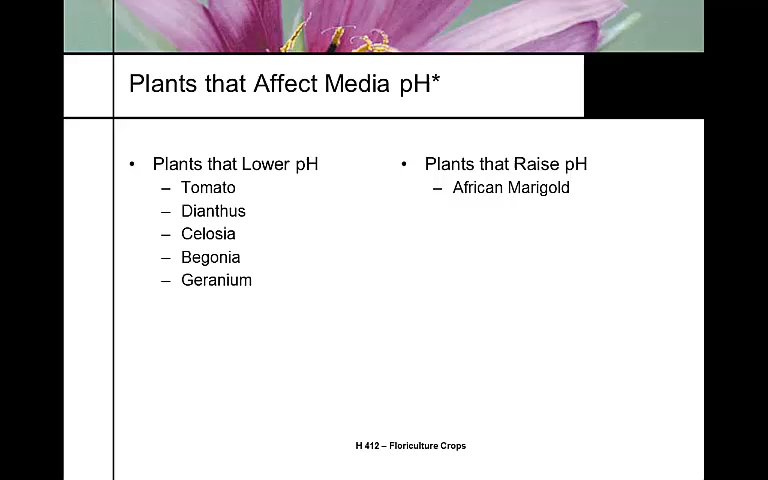 Plants that Affect Media pH*
• Plants that Lower pH
– Tomato
– Dianthus
– Celosia
– Begonia
– Geranium
• Plants that Raise pH
– African Marigold
H 412 – Floriculture Crops